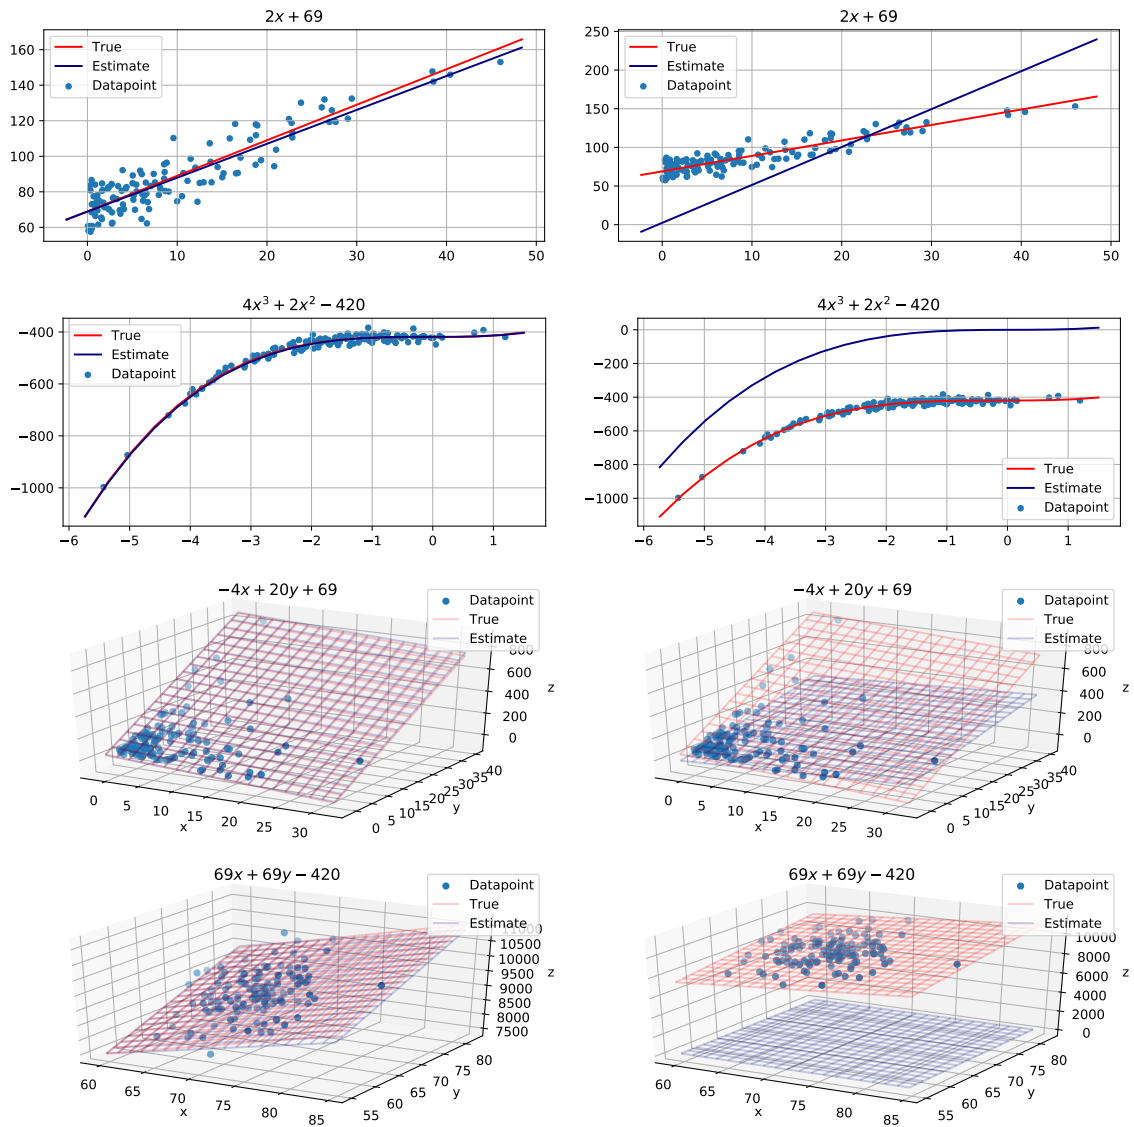 2x + 69
True
Estimate
Datapoint
160
140
120
100
80
60
0 10 20 30 40 50
2x + 69
True
Estimate
Datapoint
250
200
150
100
50
0
0 10 20 30 40 50
4x³ + 2x² − 420
True
Estimate
Datapoint
−400
−600
−800
−1000
−6 −5 −4 −3 −2 −1 0 1
4x³ + 2x² − 420
True
Estimate
Datapoint
0
−200
−400
−600
−800
−1000
−6 −5 −4 −3 −2 −1 0 1
−4x + 20y + 69
Datapoint
True
Estimate
800
600
400
200
0
z
0 5 10 15 20 25 30
x
0 5 10 15 20 25 30 35 40
y
−4x + 20y + 69
Datapoint
True
Estimate
800
600
400
200
0
z
0 5 10 15 20 25 30
x
0 5 10 15 20 25 30 35 40
y
69x + 69y − 420
Datapoint
True
Estimate
11000
10500
10000
9500
9000
8500
8000
7500
z
60 65 70 75 80 85
x
55 60 65 70 75 80
y
69x + 69y − 420
Datapoint
True
Estimate
10000
8000
6000
4000
2000
0
z
60 65 70 75 80 85
x
55 60 65 70 75 80
y